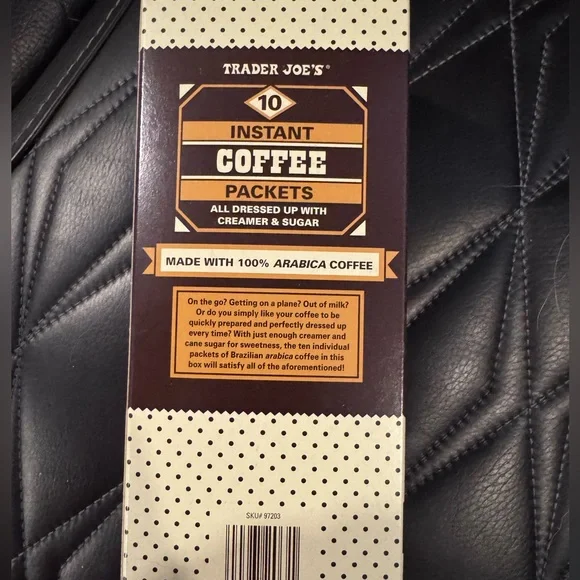 TRADER JOE'S®
10
INSTANT
COFFEE
PACKETS
ALL DRESSED UP WITH
CREAMER & SUGAR
MADE WITH 100% ARABICA COFFEE
On the go? Getting on a plane? Out of milk?
Or do you simply like your coffee to be
quickly prepared and perfectly dressed up
every time? With just enough creamer and
cane sugar for sweetness, the ten individual
packets of Brazilian arabica coffee in this
box will satisfy all of the aforementioned!
SKU# 97203